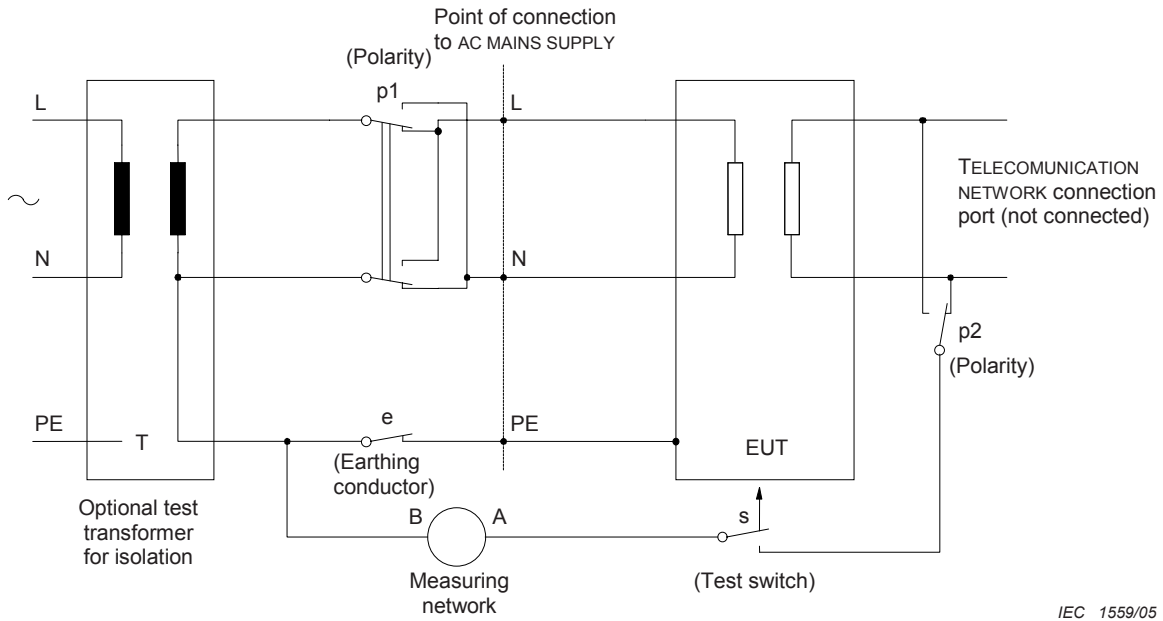 Point of connection
to AC MAINS SUPPLY
(Polarity)
p1
L
L
TELECOMUNICATION
NETWORK connection
port (not connected)
N
N
p2
(Polarity)
PE
T
e
PE
EUT
(Earthing
conductor)
Optional test
transformer
for isolation
B
A
s
Measuring
network
(Test switch)
IEC 1559/05